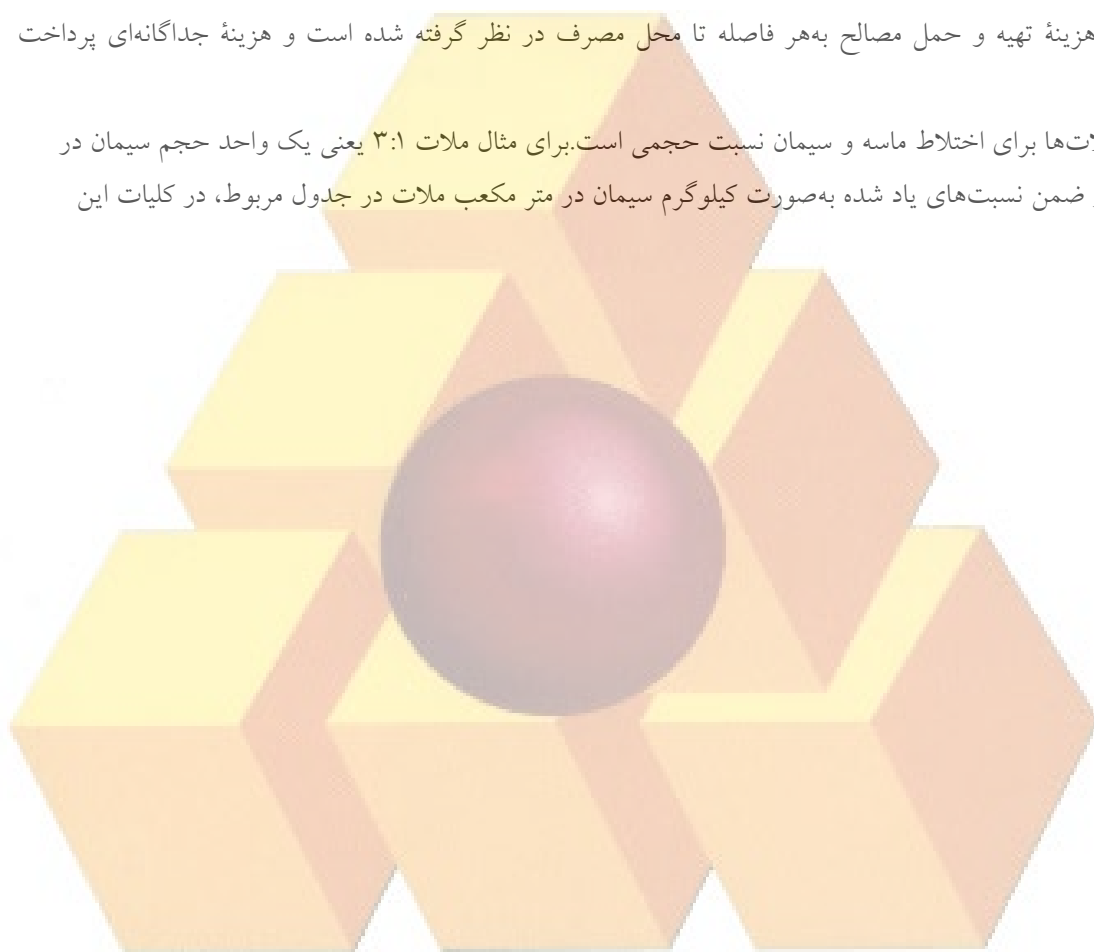 هزینهٔ تهیه و حمل مصالح به‌هر فاصله تا محل مصرف در نظر گرفته شده است و هزینهٔ جداگانه‌ای پرداخت
برای اختلاط ماسه و سیمان نسبت حجمی است.برای مثال ملات ۳:۱ یعنی یک واحد حجم سیمان در
ضمن نسبت‌های یاد شده به‌صورت کیلوگرم سیمان در متر مکعب ملات در جدول مربوط، در کلیات این